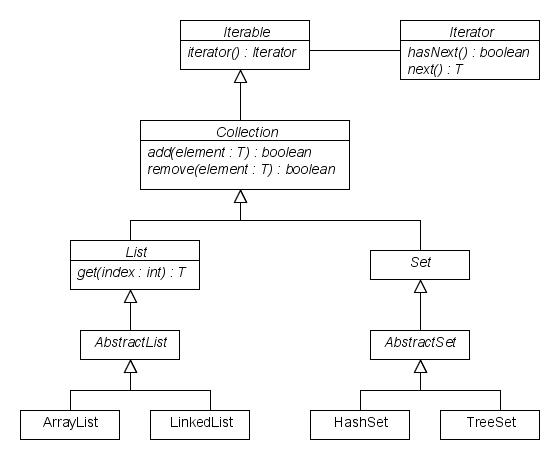 Iterable
iterator() : Iterator
Iterator
hasNext() : boolean
next() : T
Collection
add(element : T) : boolean
remove(element : T) : boolean
List
get(index : int) : T
Set
AbstractList
AbstractSet
ArrayList
LinkedList
HashSet
TreeSet